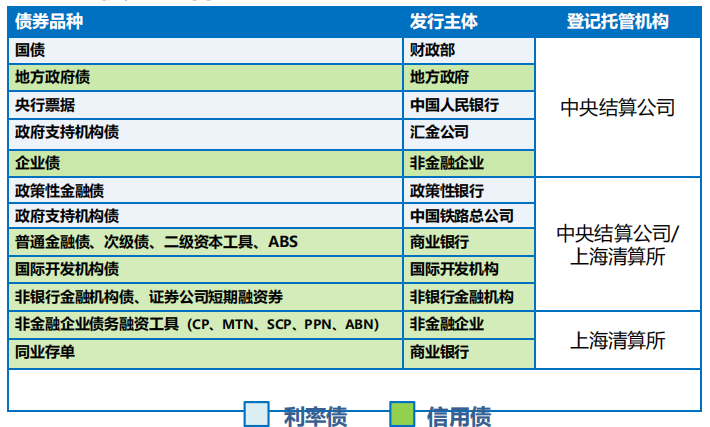 债券品种 发行主体 登记托管机构
国债 财政部
地方政府债 地方政府
央行票据 中国人民银行
政府支持机构债 汇金公司
企业债 非金融企业
中央结算公司
政策性金融债 政策性银行
政府支持机构债 中国铁路总公司
普通金融债、次级债、二级资本工具、ABS 商业银行
国际开发机构债 国际开发机构
非银行金融机构债、证券公司短期融资券 非银行金融机构
中央结算公司/
上海清算所
非金融企业债务融资工具（CP、MTN、SCP、PPN、ABN） 非金融企业
同业存单 商业银行
上海清算所
利率债 信用债